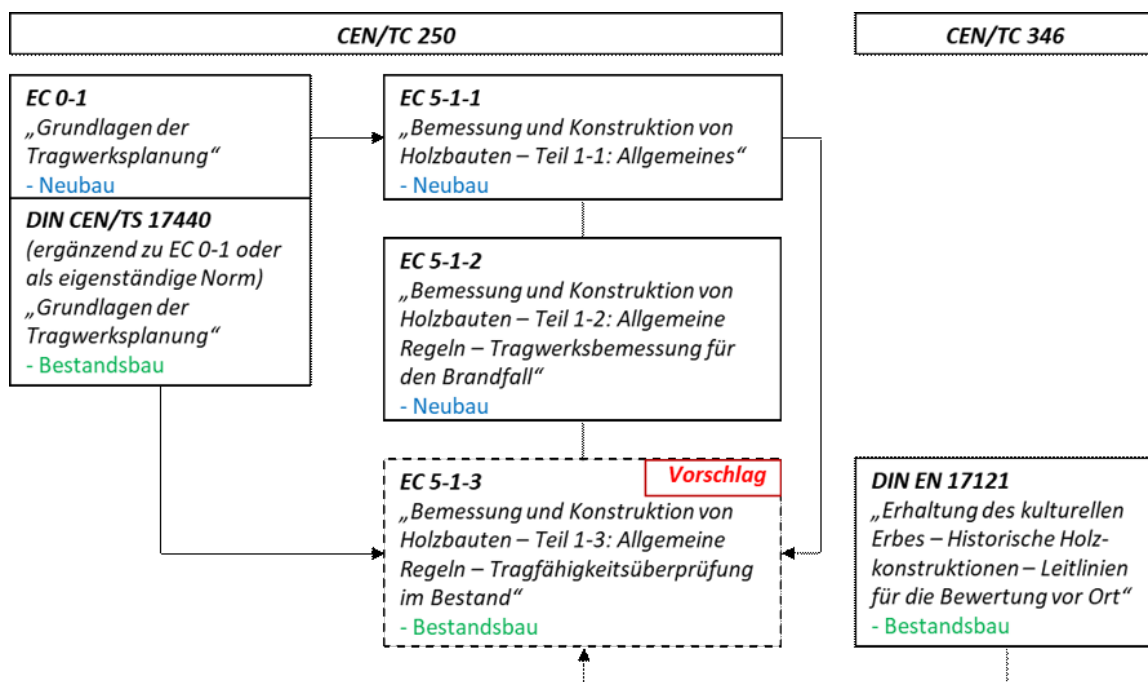 CEN/TC 250
CEN/TC 346
EC 0-1
„Grundlagen der
Tragwerksplanung“
- Neubau
DIN CEN/TS 17440
(ergänzend zu EC 0-1 oder
als eigenständige Norm)
„Grundlagen der
Tragwerksplanung“
- Bestandsbau
EC 5-1-1
„Bemessung und Konstruktion von
Holzbauten – Teil 1-1: Allgemeines“
- Neubau
EC 5-1-2
„Bemessung und Konstruktion von
Holzbauten – Teil 1-2: Allgemeine
Regeln – Tragwerksbemessung für
den Brandfall“
- Neubau
EC 5-1-3
Vorschlag
„Bemessung und Konstruktion von
Holzbauten – Teil 1-3: Allgemeine
Regeln – Tragfähigkeitsüberprüfung
im Bestand“
- Bestandsbau
DIN EN 17121
„Erhaltung des kulturellen
Erbes – Historische Holz-
konstruktionen – Leitlinien
für die Bewertung vor Ort“
- Bestandsbau